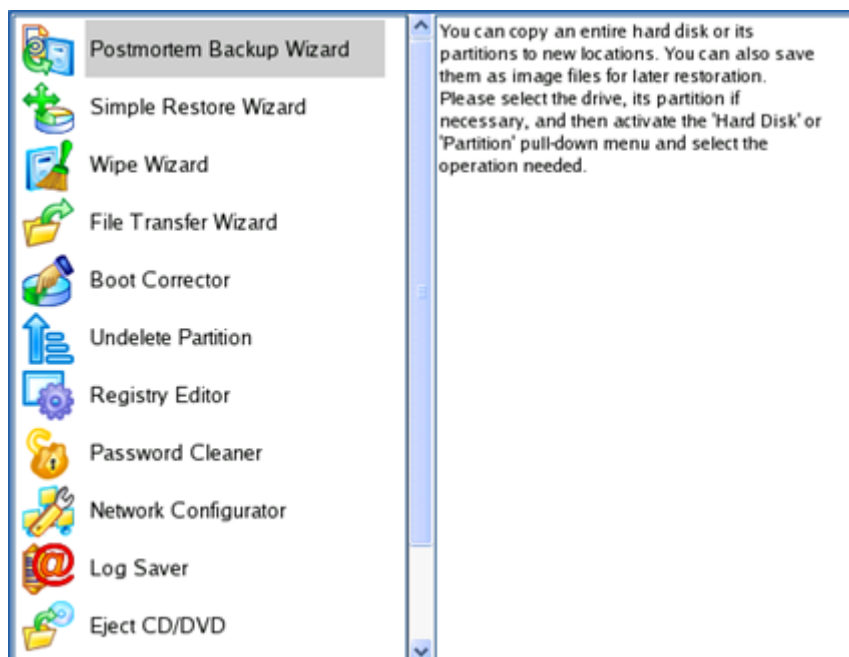 Postmortem Backup Wizard
Simple Restore Wizard
Wipe Wizard
File Transfer Wizard
Boot Corrector
Undelete Partition
Registry Editor
Password Cleaner
Network Configurator
Log Saver
Eject CD/DVD
You can copy an entire hard disk or its
partitions to new locations. You can also save
them as image files for later restoration.
Please select the drive, its partition if
necessary, and then activate the 'Hard Disk' or
'Partition' pull-down menu and select the
operation needed.